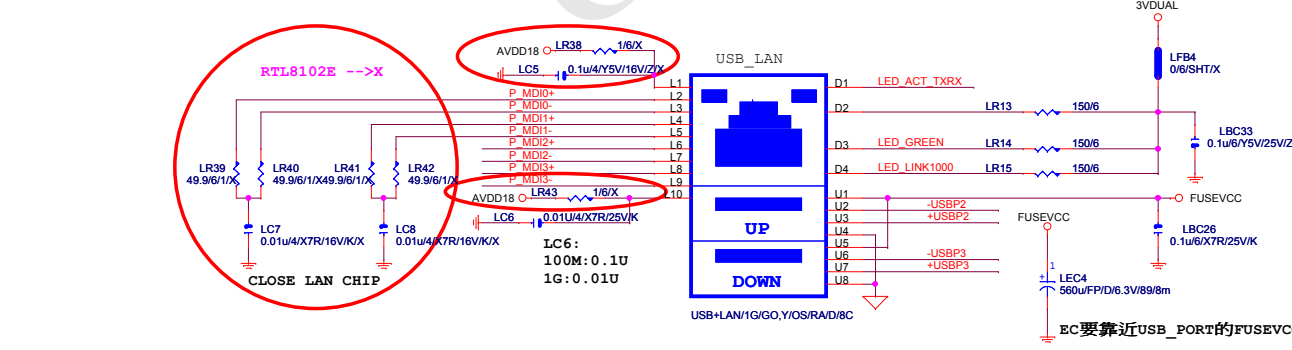 3VDUAL
AVDD18
LR38
1/6/X
LC5
0.1u/4/Y5V/16V/Z/X
USB_LAN
LFB4
0/6/SHT/X
RTL8102E -->X
L1
P_MDI0+
L2
P_MDI0-
L3
P_MDI1+
L4
P_MDI1-
L5
P_MDI2+
L6
P_MDI2-
L7
P_MDI3+
L8
P_MDI3-
L9
L10
D1
LED_ACT_TXRX
D2
LR13
150/6
D3
LED_GREEN
LR14
150/6
D4
LED_LINK1000
LR15
150/6
LBC33
0.1u/6/Y5V/25V/Z
LR39
49.9/6/1/X
LR40
49.9/6/1/X
LR41
49.9/6/1/X
LR42
49.9/6/1/X
AVDD18
LR43
1/6/X
LC6
0.01U/4/X7R/25V/K
LC7
0.01u/4/X7R/16V/K/X
LC8
0.01u/4/X7R/16V/K/X
CLOSE LAN CHIP
LC6:
100M:0.1U
1G:0.01U
UP
DOWN
USB+LAN/1G/GO,Y/OS/RA/D/8C
U1
FUSEVCC
U2
-USBP2
U3
+USBP2
U4
U5
U6
-USBP3
U7
+USBP3
U8
FUSEVCC
LBC26
0.1u/6/X7R/25V/K
1
+
LEC4
560u/FP/D/6.3V/89/8m
EC要靠近USB_PORT的FUSEVC